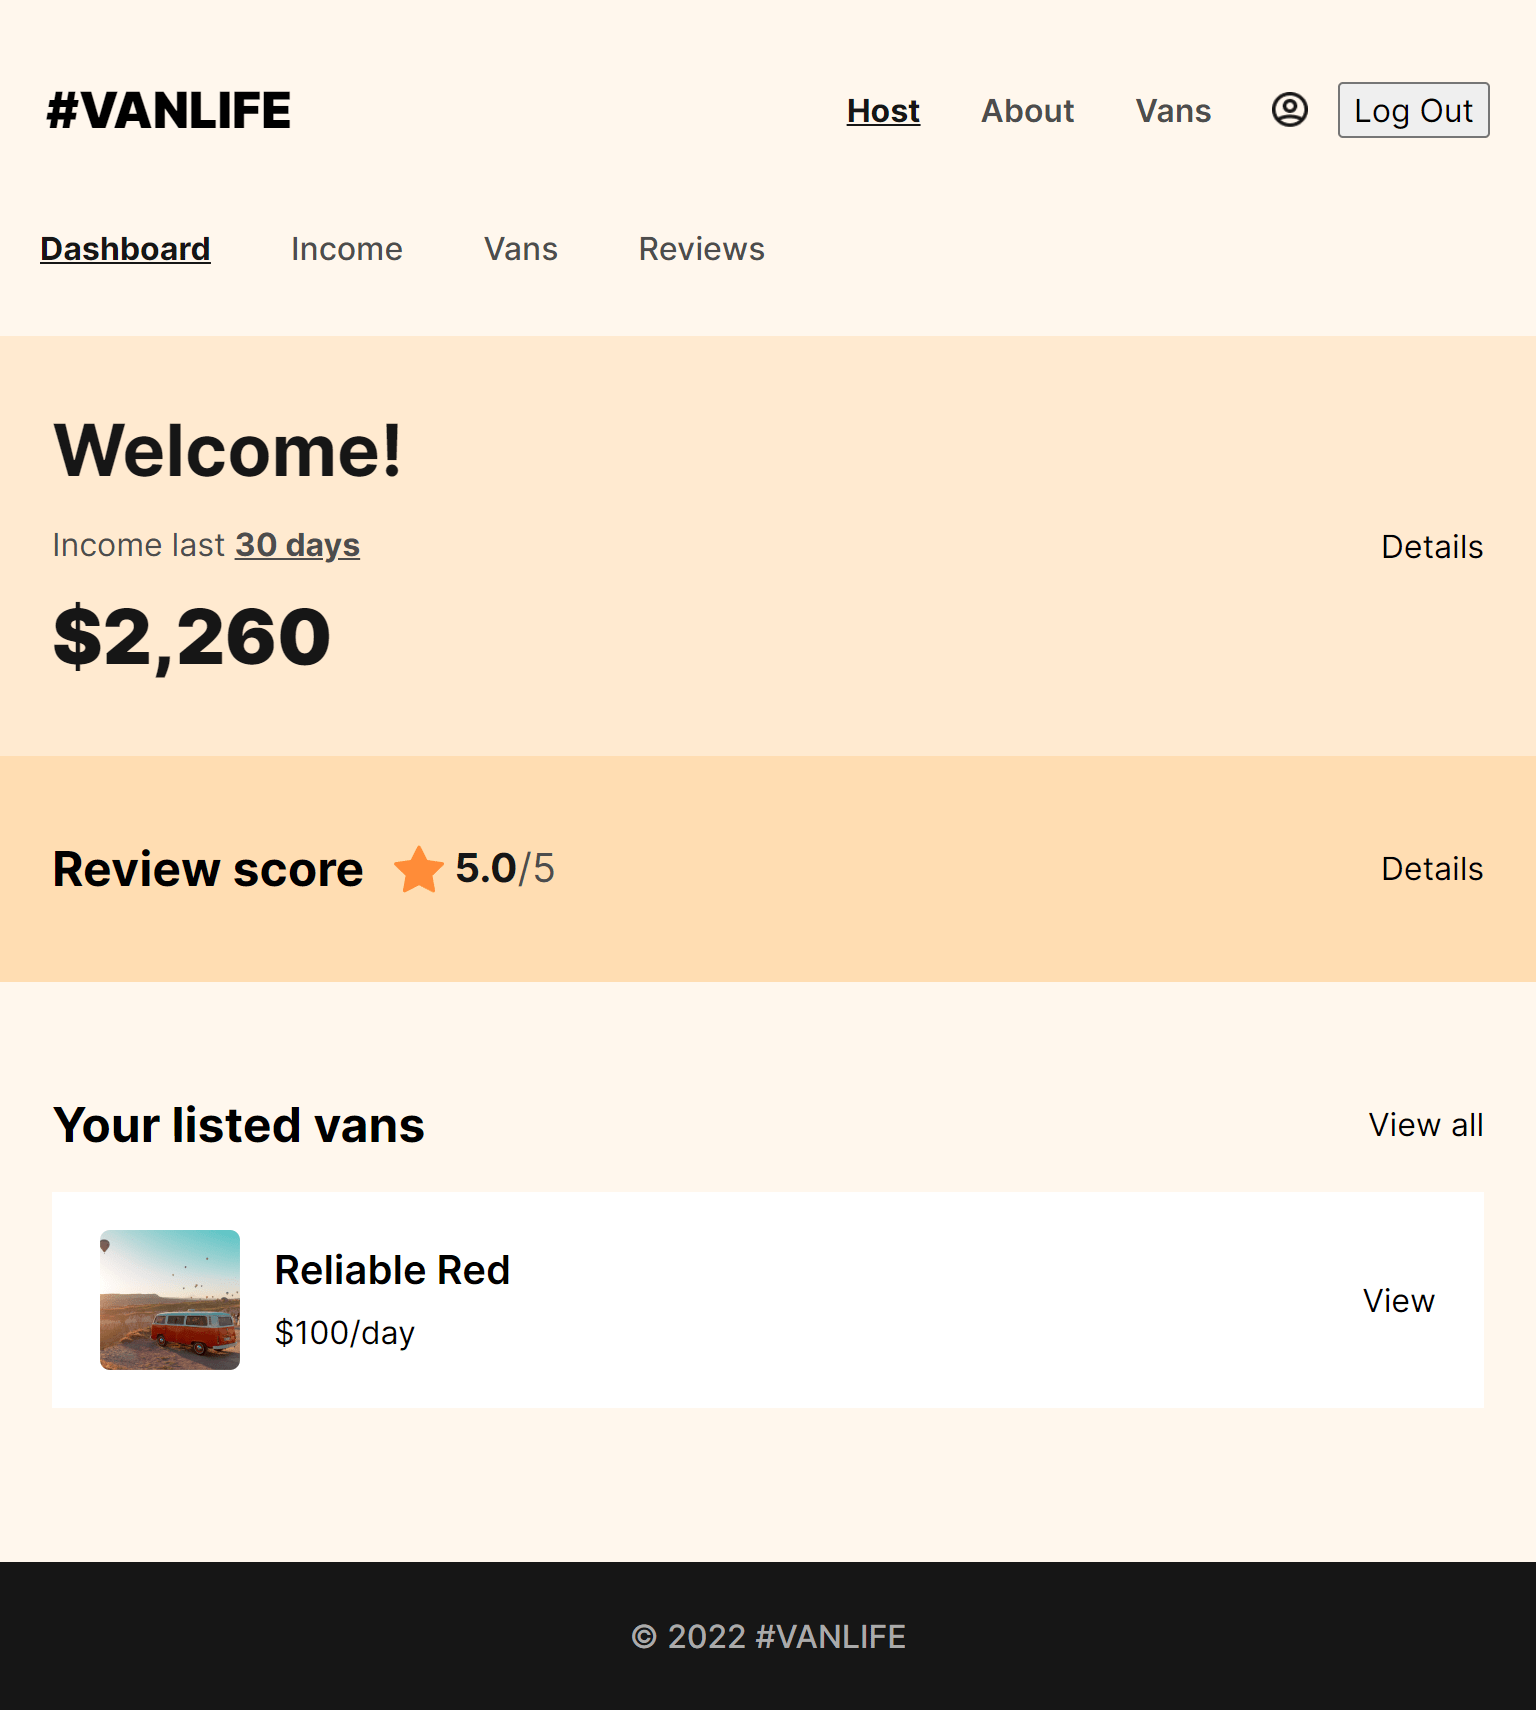 #VANLIFE
Host About Vans Log Out
Dashboard Income Vans Reviews
Welcome!
Income last 30 days
Details
$2,260
Review score 5.0/5
Details
Your listed vans
View all
Reliable Red
$100/day
View
© 2022 #VANLIFE